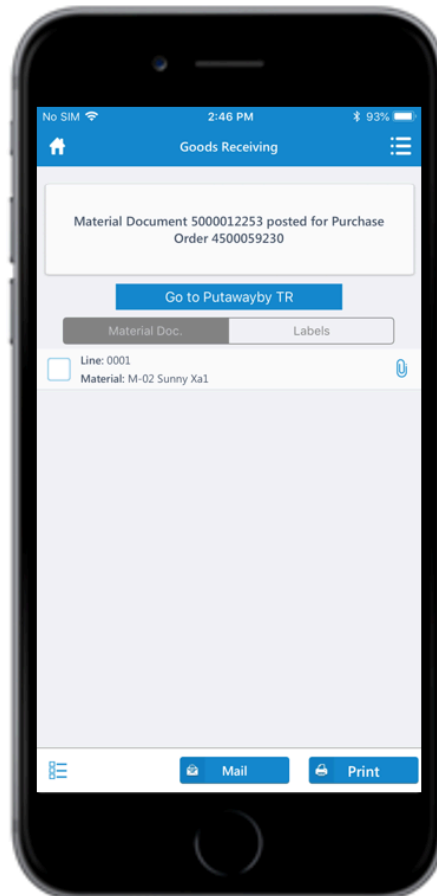 No SIM 2:46 PM 93%
Goods Receiving
Material Document 5000012253 posted for Purchase
Order 4500059230
Go to Putawayby TR
Material Doc. Labels
Line: 0001
Material: M-02 Sunny Xa1
Mail Print